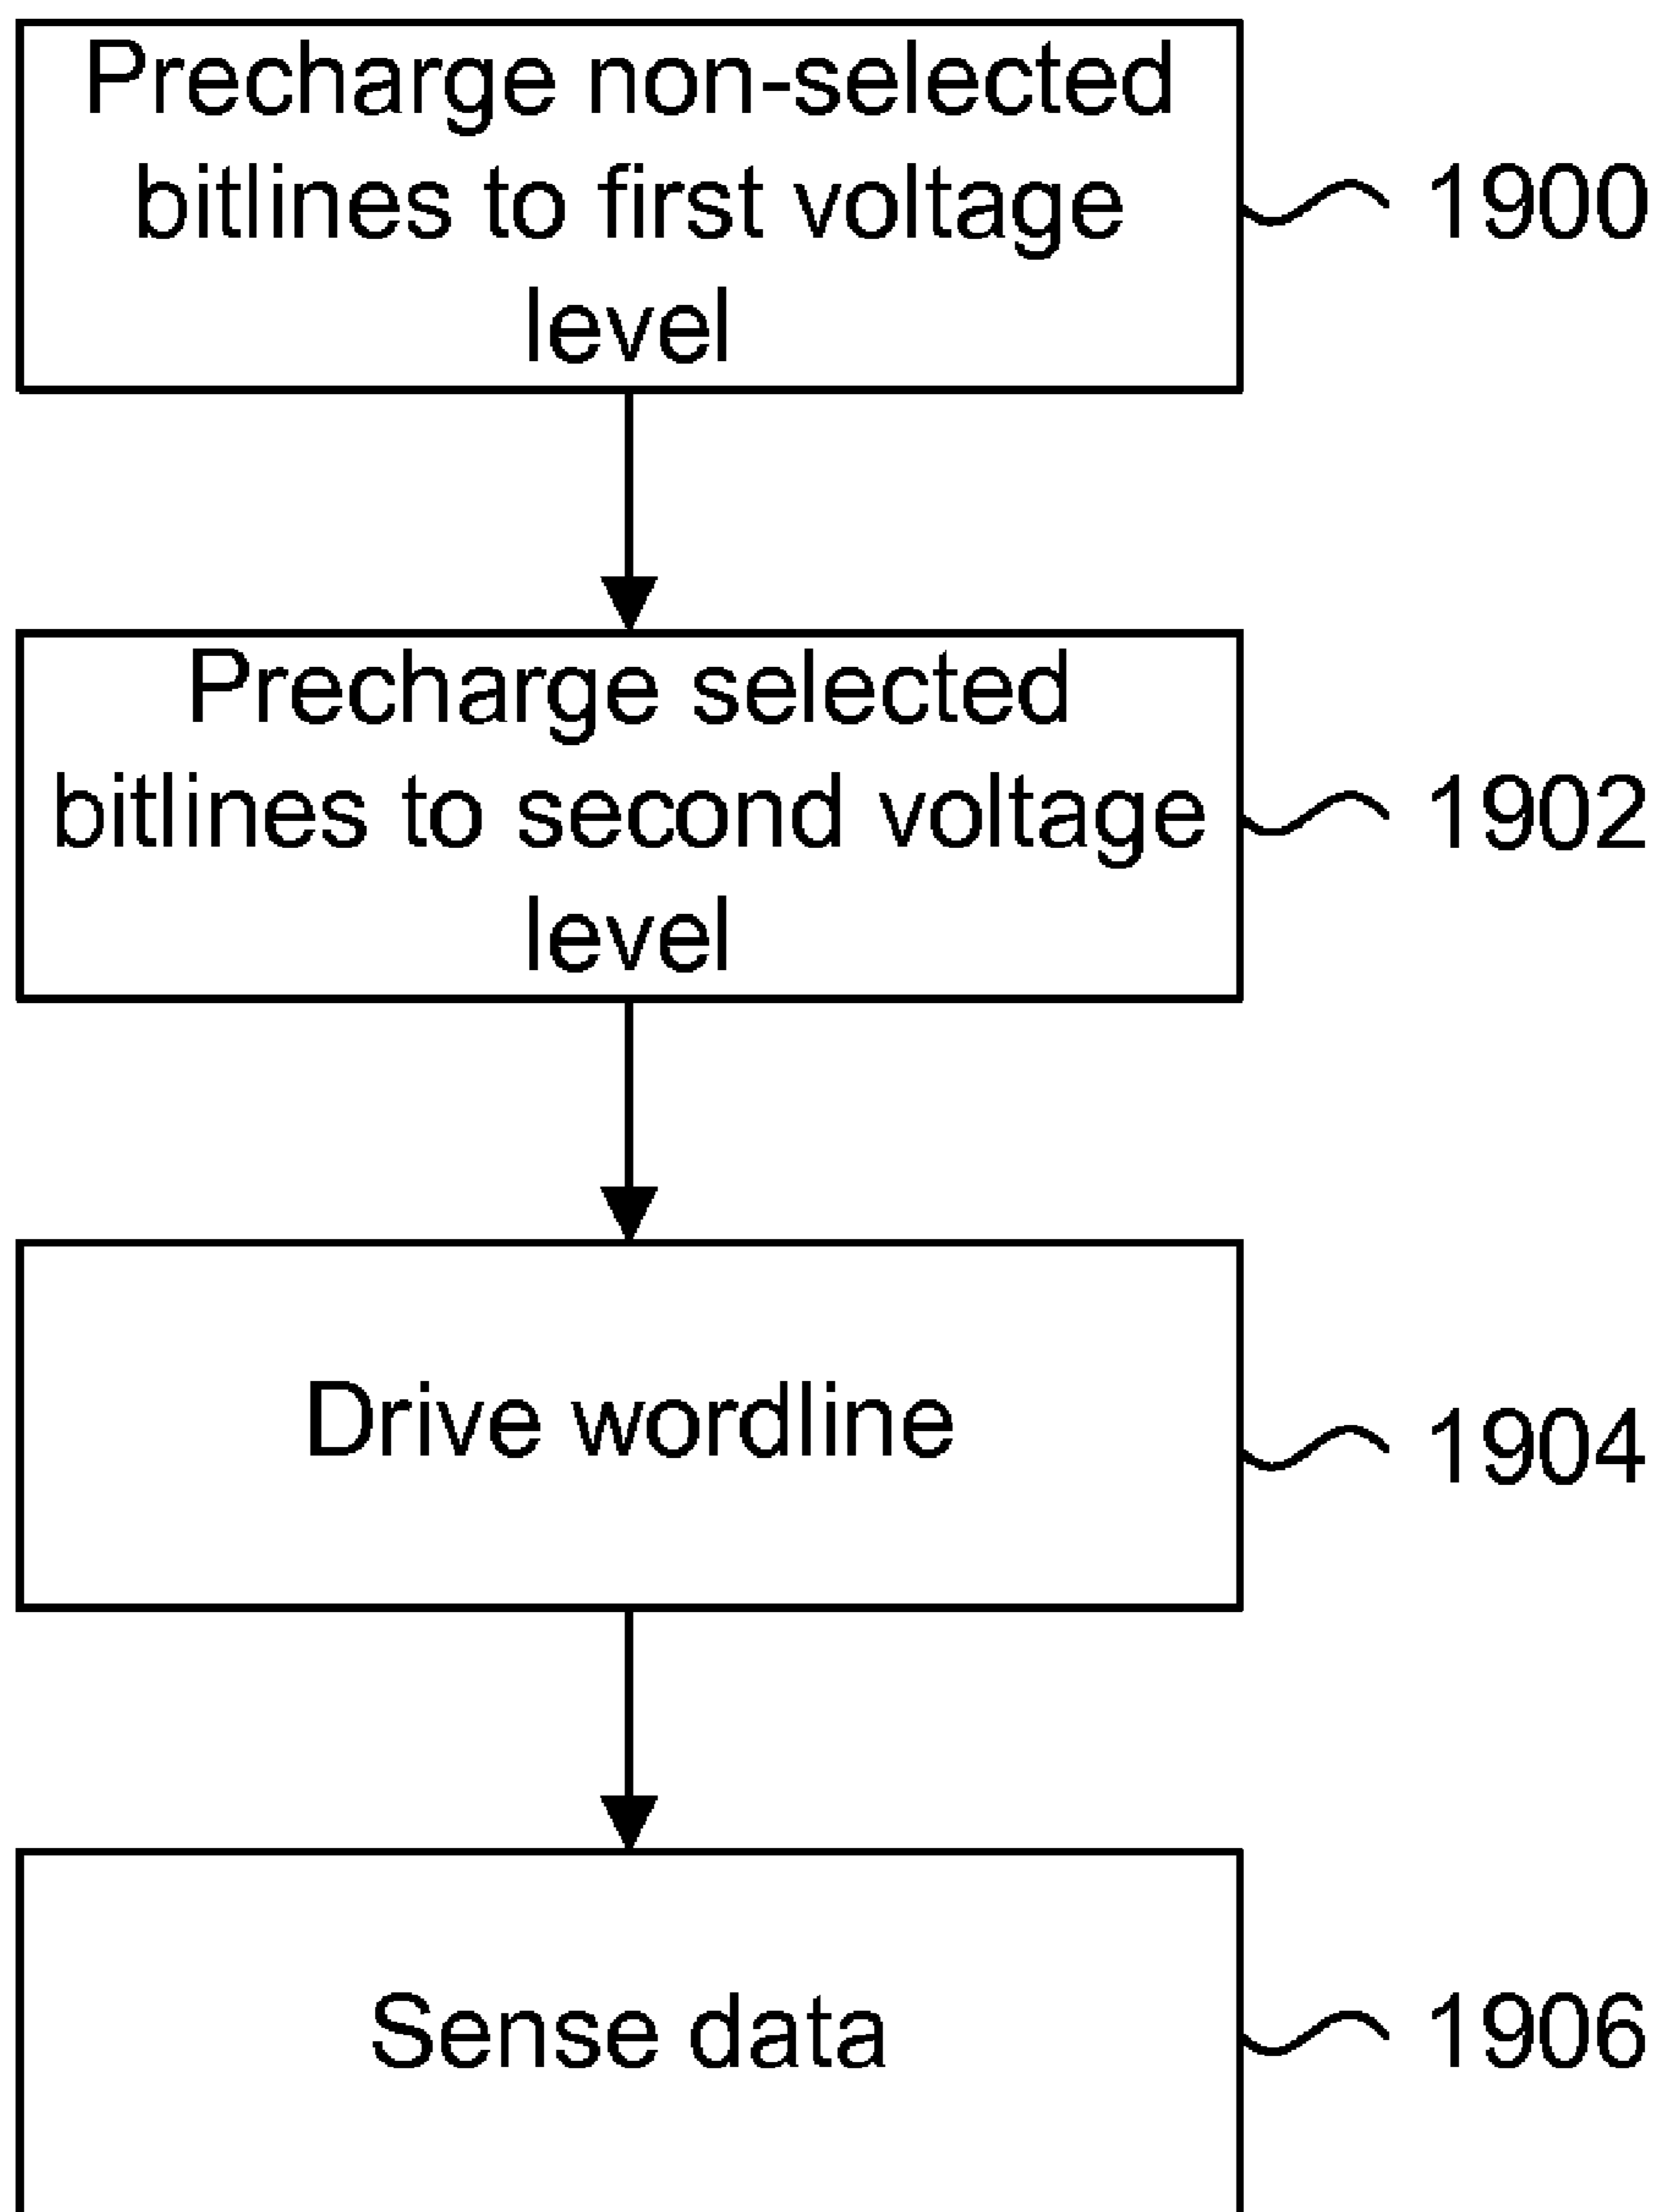 Precharge non-selected
bitlines to first voltage
level
1900
Precharge selected
bitlines to second voltage
level
1902
Drive wordline
1904
Sense data
1906